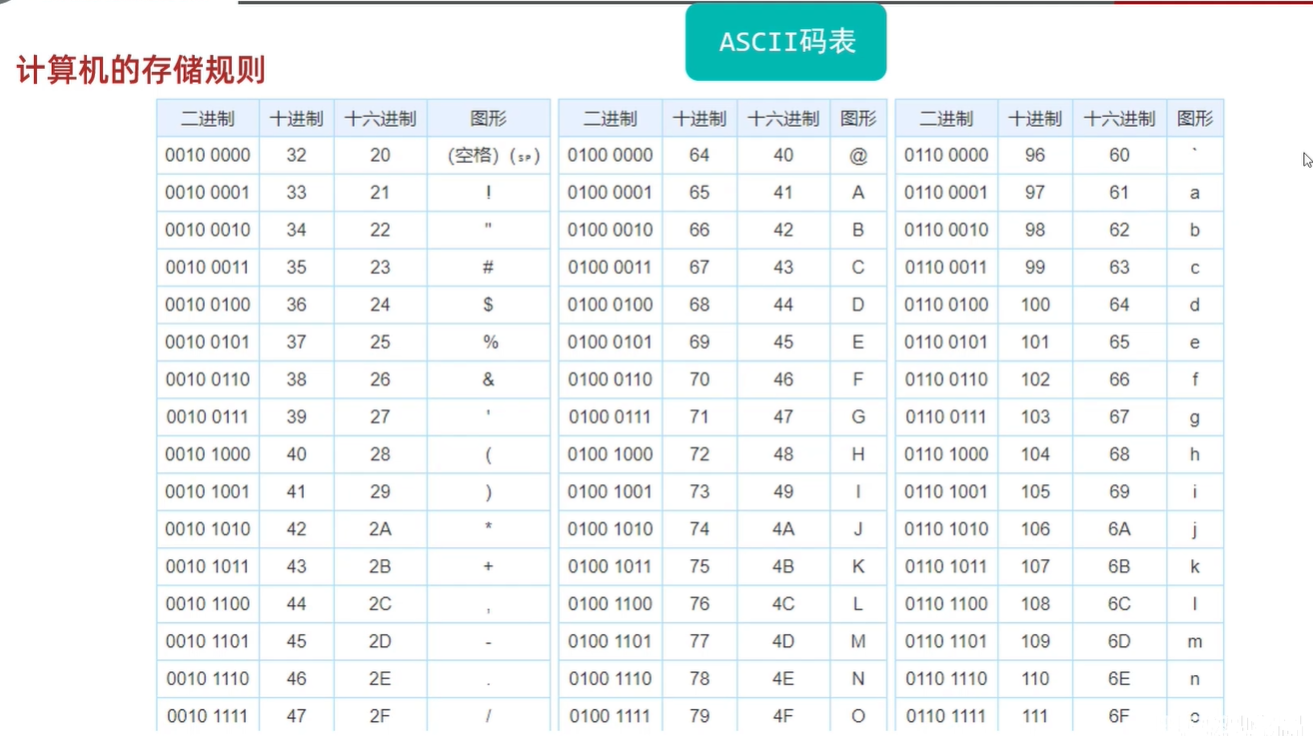 ASCII码表
计算机的存储规则
二进制 十进制 十六进制 图形 二进制 十进制 十六进制 图形 二进制 十进制 十六进制 图形
0010 0000 32 20 (空格) (SP) 0100 0000 64 40 @ 0110 0000 96 60 `
0010 0001 33 21 ! 0100 0001 65 41 A 0110 0001 97 61 a
0010 0010 34 22 " 0100 0010 66 42 B 0110 0010 98 62 b
0010 0011 35 23 # 0100 0011 67 43 C 0110 0011 99 63 c
0010 0100 36 24 $ 0100 0100 68 44 D 0110 0100 100 64 d
0010 0101 37 25 % 0100 0101 69 45 E 0110 0101 101 65 e
0010 0110 38 26 & 0100 0110 70 46 F 0110 0110 102 66 f
0010 0111 39 27 ' 0100 0111 71 47 G 0110 0111 103 67 g
0010 1000 40 28 ( 0100 1000 72 48 H 0110 1000 104 68 h
0010 1001 41 29 ) 0100 1001 73 49 I 0110 1001 105 69 i
0010 1010 42 2A * 0100 1010 74 4A J 0110 1010 106 6A j
0010 1011 43 2B + 0100 1011 75 4B K 0110 1011 107 6B k
0010 1100 44 2C , 0100 1100 76 4C L 0110 1100 108 6C l
0010 1101 45 2D - 0100 1101 77 4D M 0110 1101 109 6D m
0010 1110 46 2E . 0100 1110 78 4E N 0110 1110 110 6E n
0010 1111 47 2F / 0100 1111 79 4F O 0110 1111 111 6F o